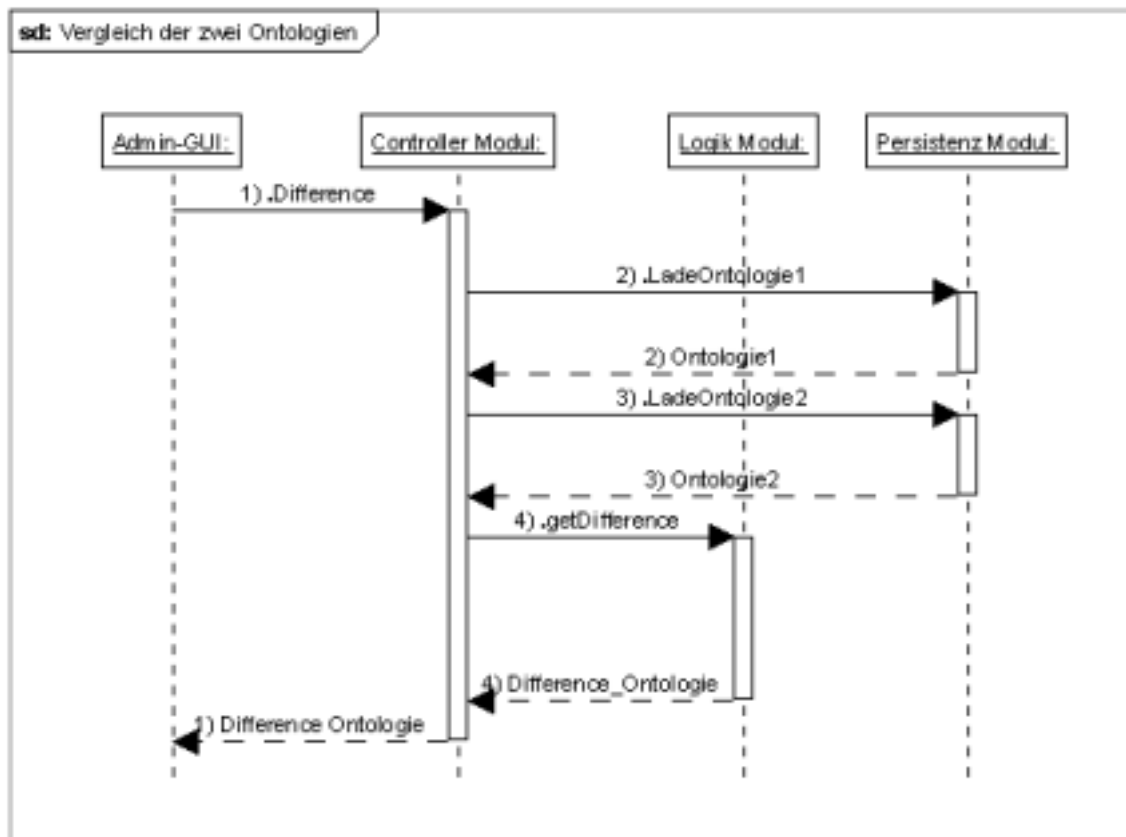 sd: Vergleich der zwei Ontologien
Admin-GUI:
Controller Modul:
Logik Modul:
Persistenz Modul:
1) .Difference
2) .LadeOntologie1
2) Ontologie1
3) .LadeOntologie2
3) Ontologie2
4) .getDifference
4) Difference_Ontologie
1) Difference Ontologie